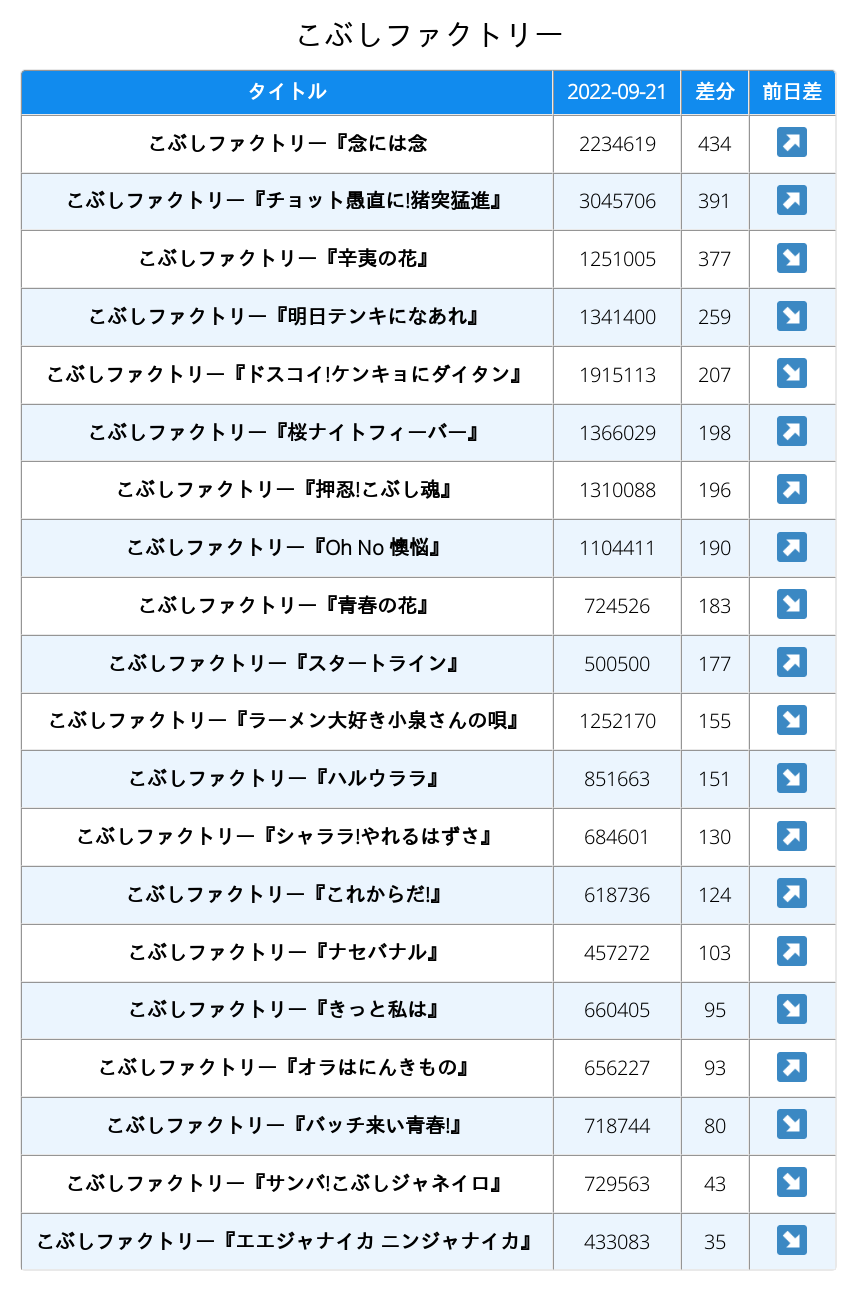 こぶしファクトリー
タイトル 2022-09-21 差分 前日差
こぶしファクトリー『念には念 2234619 434 ↗
こぶしファクトリー『チョット愚直に!猪突猛進』 3045706 391 ↗
こぶしファクトリー『辛夷の花』 1251005 377 ↘
こぶしファクトリー『明日テンキになあれ』 1341400 259 ↘
こぶしファクトリー『ドスコイ!ケンキョにダイタン』 1915113 207 ↘
こぶしファクトリー『桜ナイトフィーバー』 1366029 198 ↗
こぶしファクトリー『押忍!こぶし魂』 1310088 196 ↗
こぶしファクトリー『Oh No 懊悩』 1104411 190 ↗
こぶしファクトリー『青春の花』 724526 183 ↘
こぶしファクトリー『スタートライン』 500500 177 ↗
こぶしファクトリー『ラーメン大好き小泉さんの唄』 1252170 155 ↘
こぶしファクトリー『ハルウララ』 851663 151 ↘
こぶしファクトリー『シャララ!やれるはずさ』 684601 130 ↗
こぶしファクトリー『これからだ!』 618736 124 ↗
こぶしファクトリー『ナセバナル』 457272 103 ↗
こぶしファクトリー『きっと私は』 660405 95 ↘
こぶしファクトリー『オラはにんきもの』 656227 93 ↗
こぶしファクトリー『バッチ来い青春!』 718744 80 ↘
こぶしファクトリー『サンバ!こぶしジャネイロ』 729563 43 ↘
こぶしファクトリー『エエジャナイカ ニンジャナイカ』 433083 35 ↘